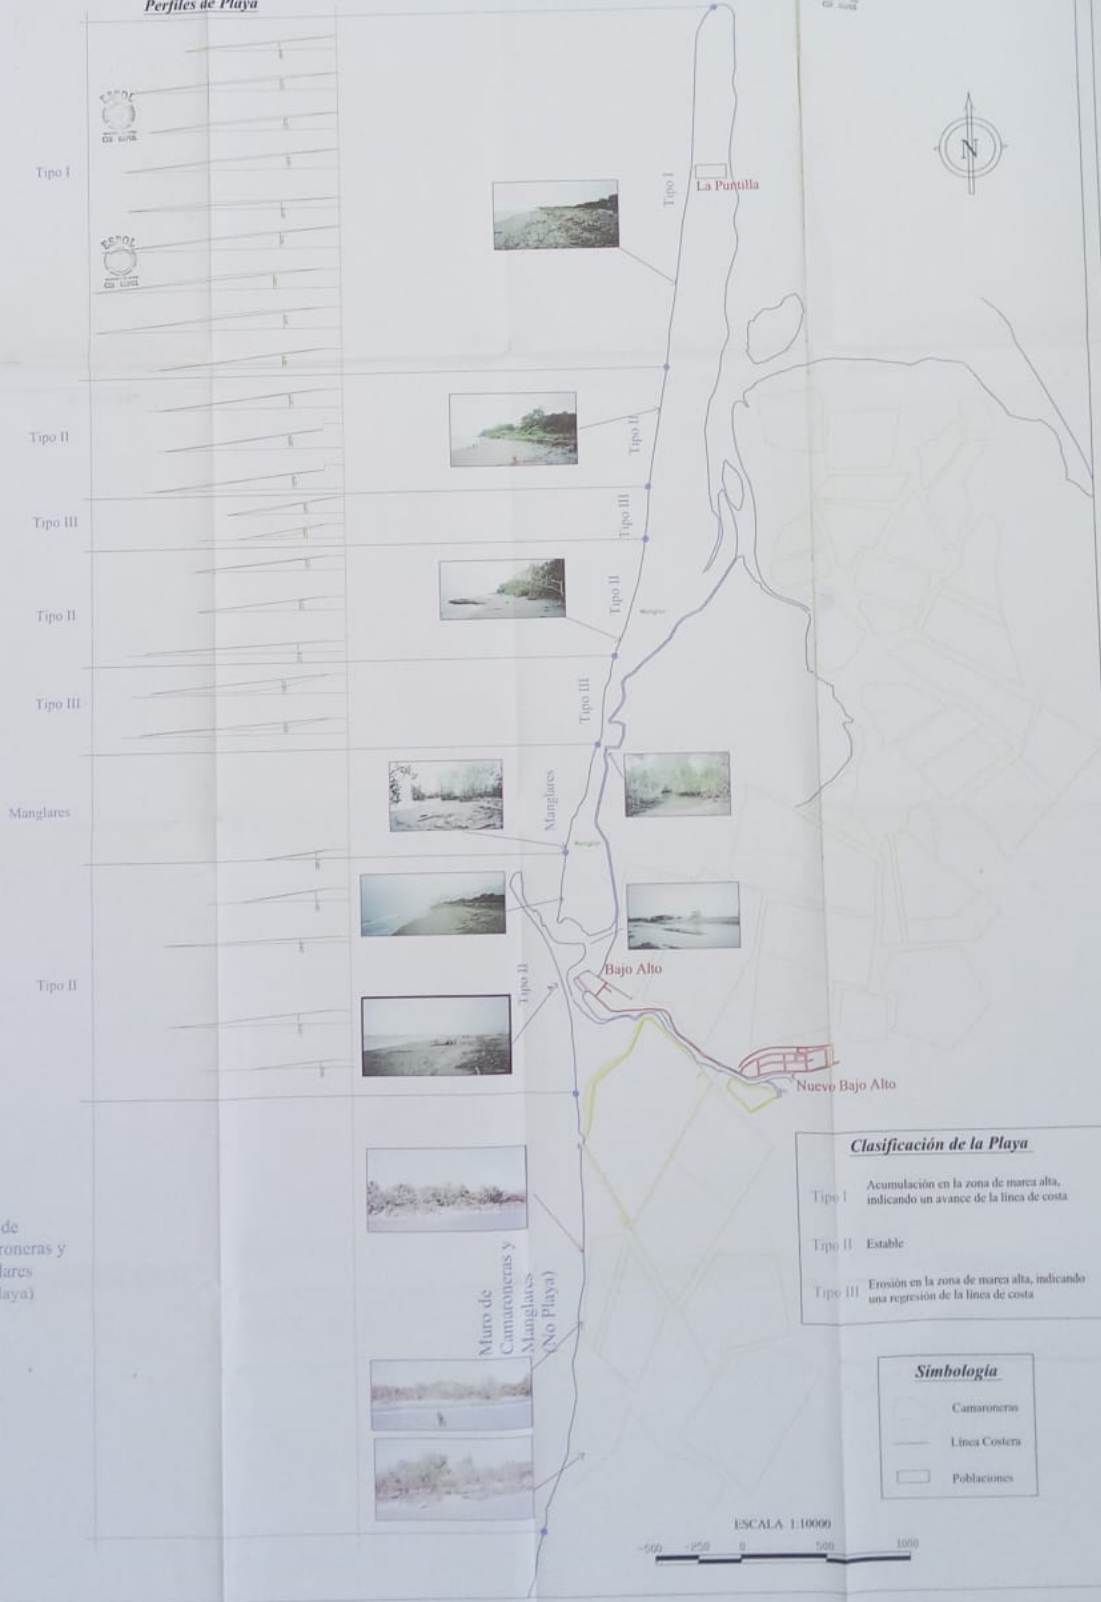 Perfiles de Playa
ESPOL
Tipo I
ESPOL
Tipo II
Tipo III
Tipo II
Tipo III
Manglares
Tipo II
de
roneras y
lares
laya)
N
Tipo I
La Puntilla
Tipo II
Tipo III
Tipo II
Manglar
Tipo III
Manglares
Manglar
Tipo II
Bajo Alto
Nuevo Bajo Alto
Muro de
Camaroneras y
Manglares
(No Playa)
Clasificación de la Playa
Tipo I Acumulación en la zona de marea alta,
indicando un avance de la línea de costa
Tipo II Estable
Tipo III Erosión en la zona de marea alta, indicando
una regresión de la línea de costa
Simbología
Camaroneras
Línea Costera
Poblaciones
ESCALA 1:10000
-500 -250 0 500 1000